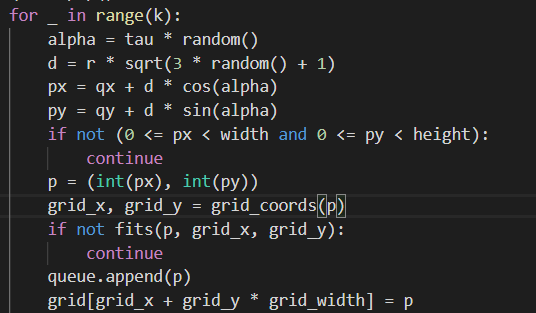 for _ in range(k):
    alpha = tau * random()
    d = r * sqrt(3 * random() + 1)
    px = qx + d * cos(alpha)
    py = qy + d * sin(alpha)
    if not (0 <= px < width and 0 <= py < height):
        continue
    p = (int(px), int(py))
    grid_x, grid_y = grid_coords(p)
    if not fits(p, grid_x, grid_y):
        continue
    queue.append(p)
    grid[grid_x + grid_y * grid_width] = p